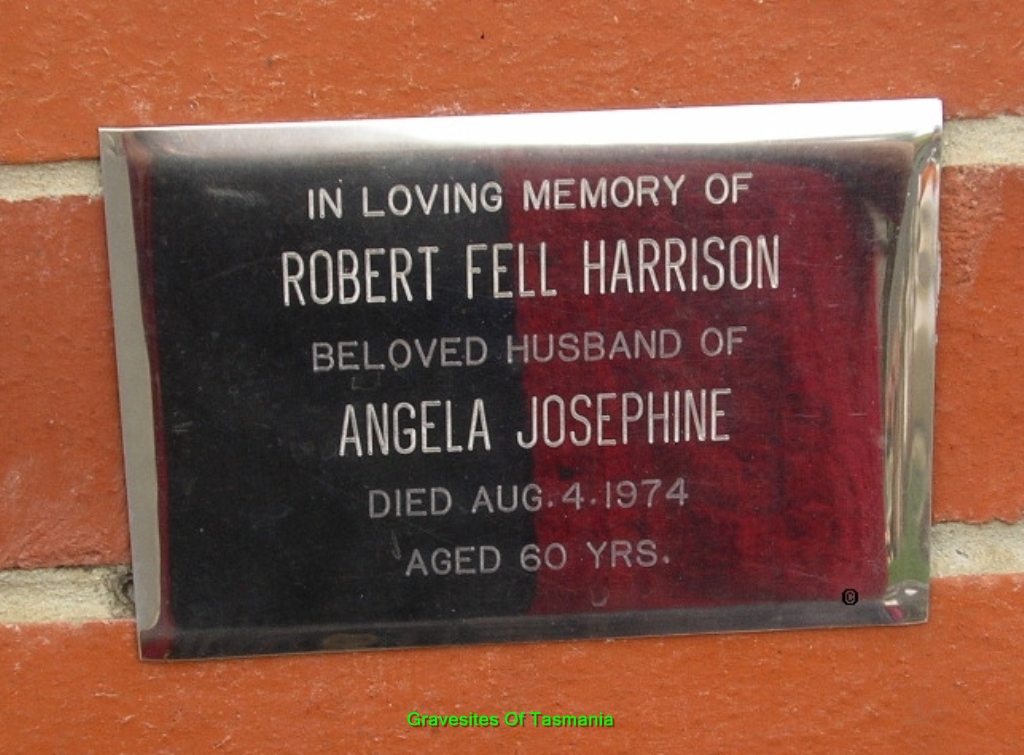 IN LOVING MEMORY OF
ROBERT FELL HARRISON
BELOVED HUSBAND OF
ANGELA JOSEPHINE
DIED AUG. 4. 1974
AGED 60 YRS.
©
Gravesites Of Tasmania